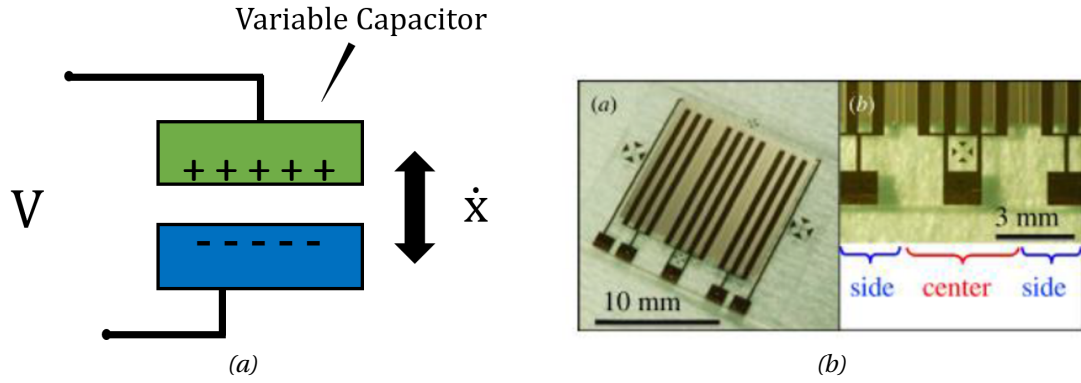 Variable Capacitor
+ + + + +
V
ẋ
- - - - -
(a)
(a)
10 mm
(b)
3 mm
side
center
side
(b)